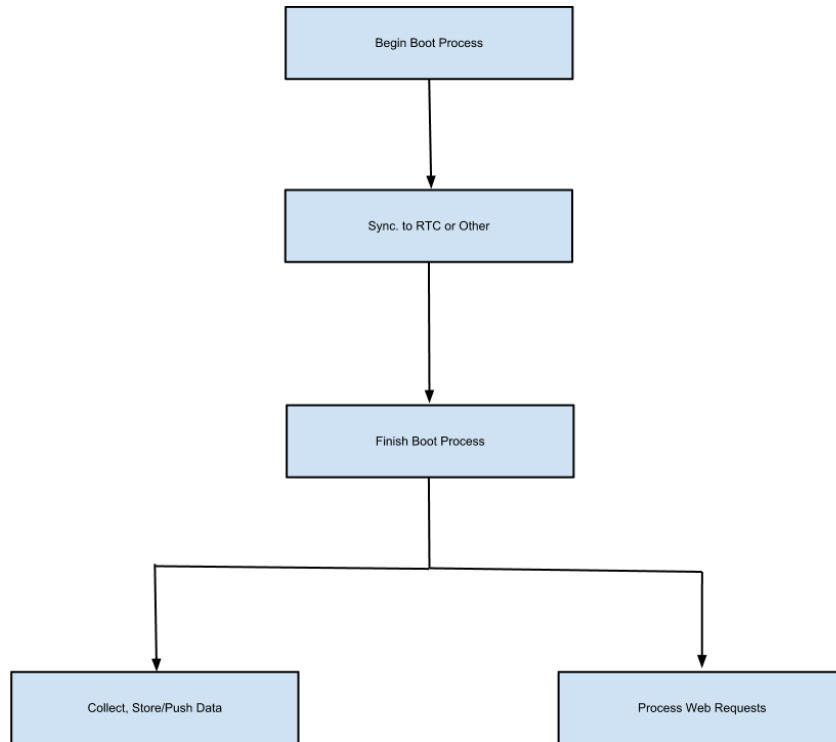 Begin Boot Process
Sync. to RTC or Other
Finish Boot Process
Collect, Store/Push Data
Process Web Requests